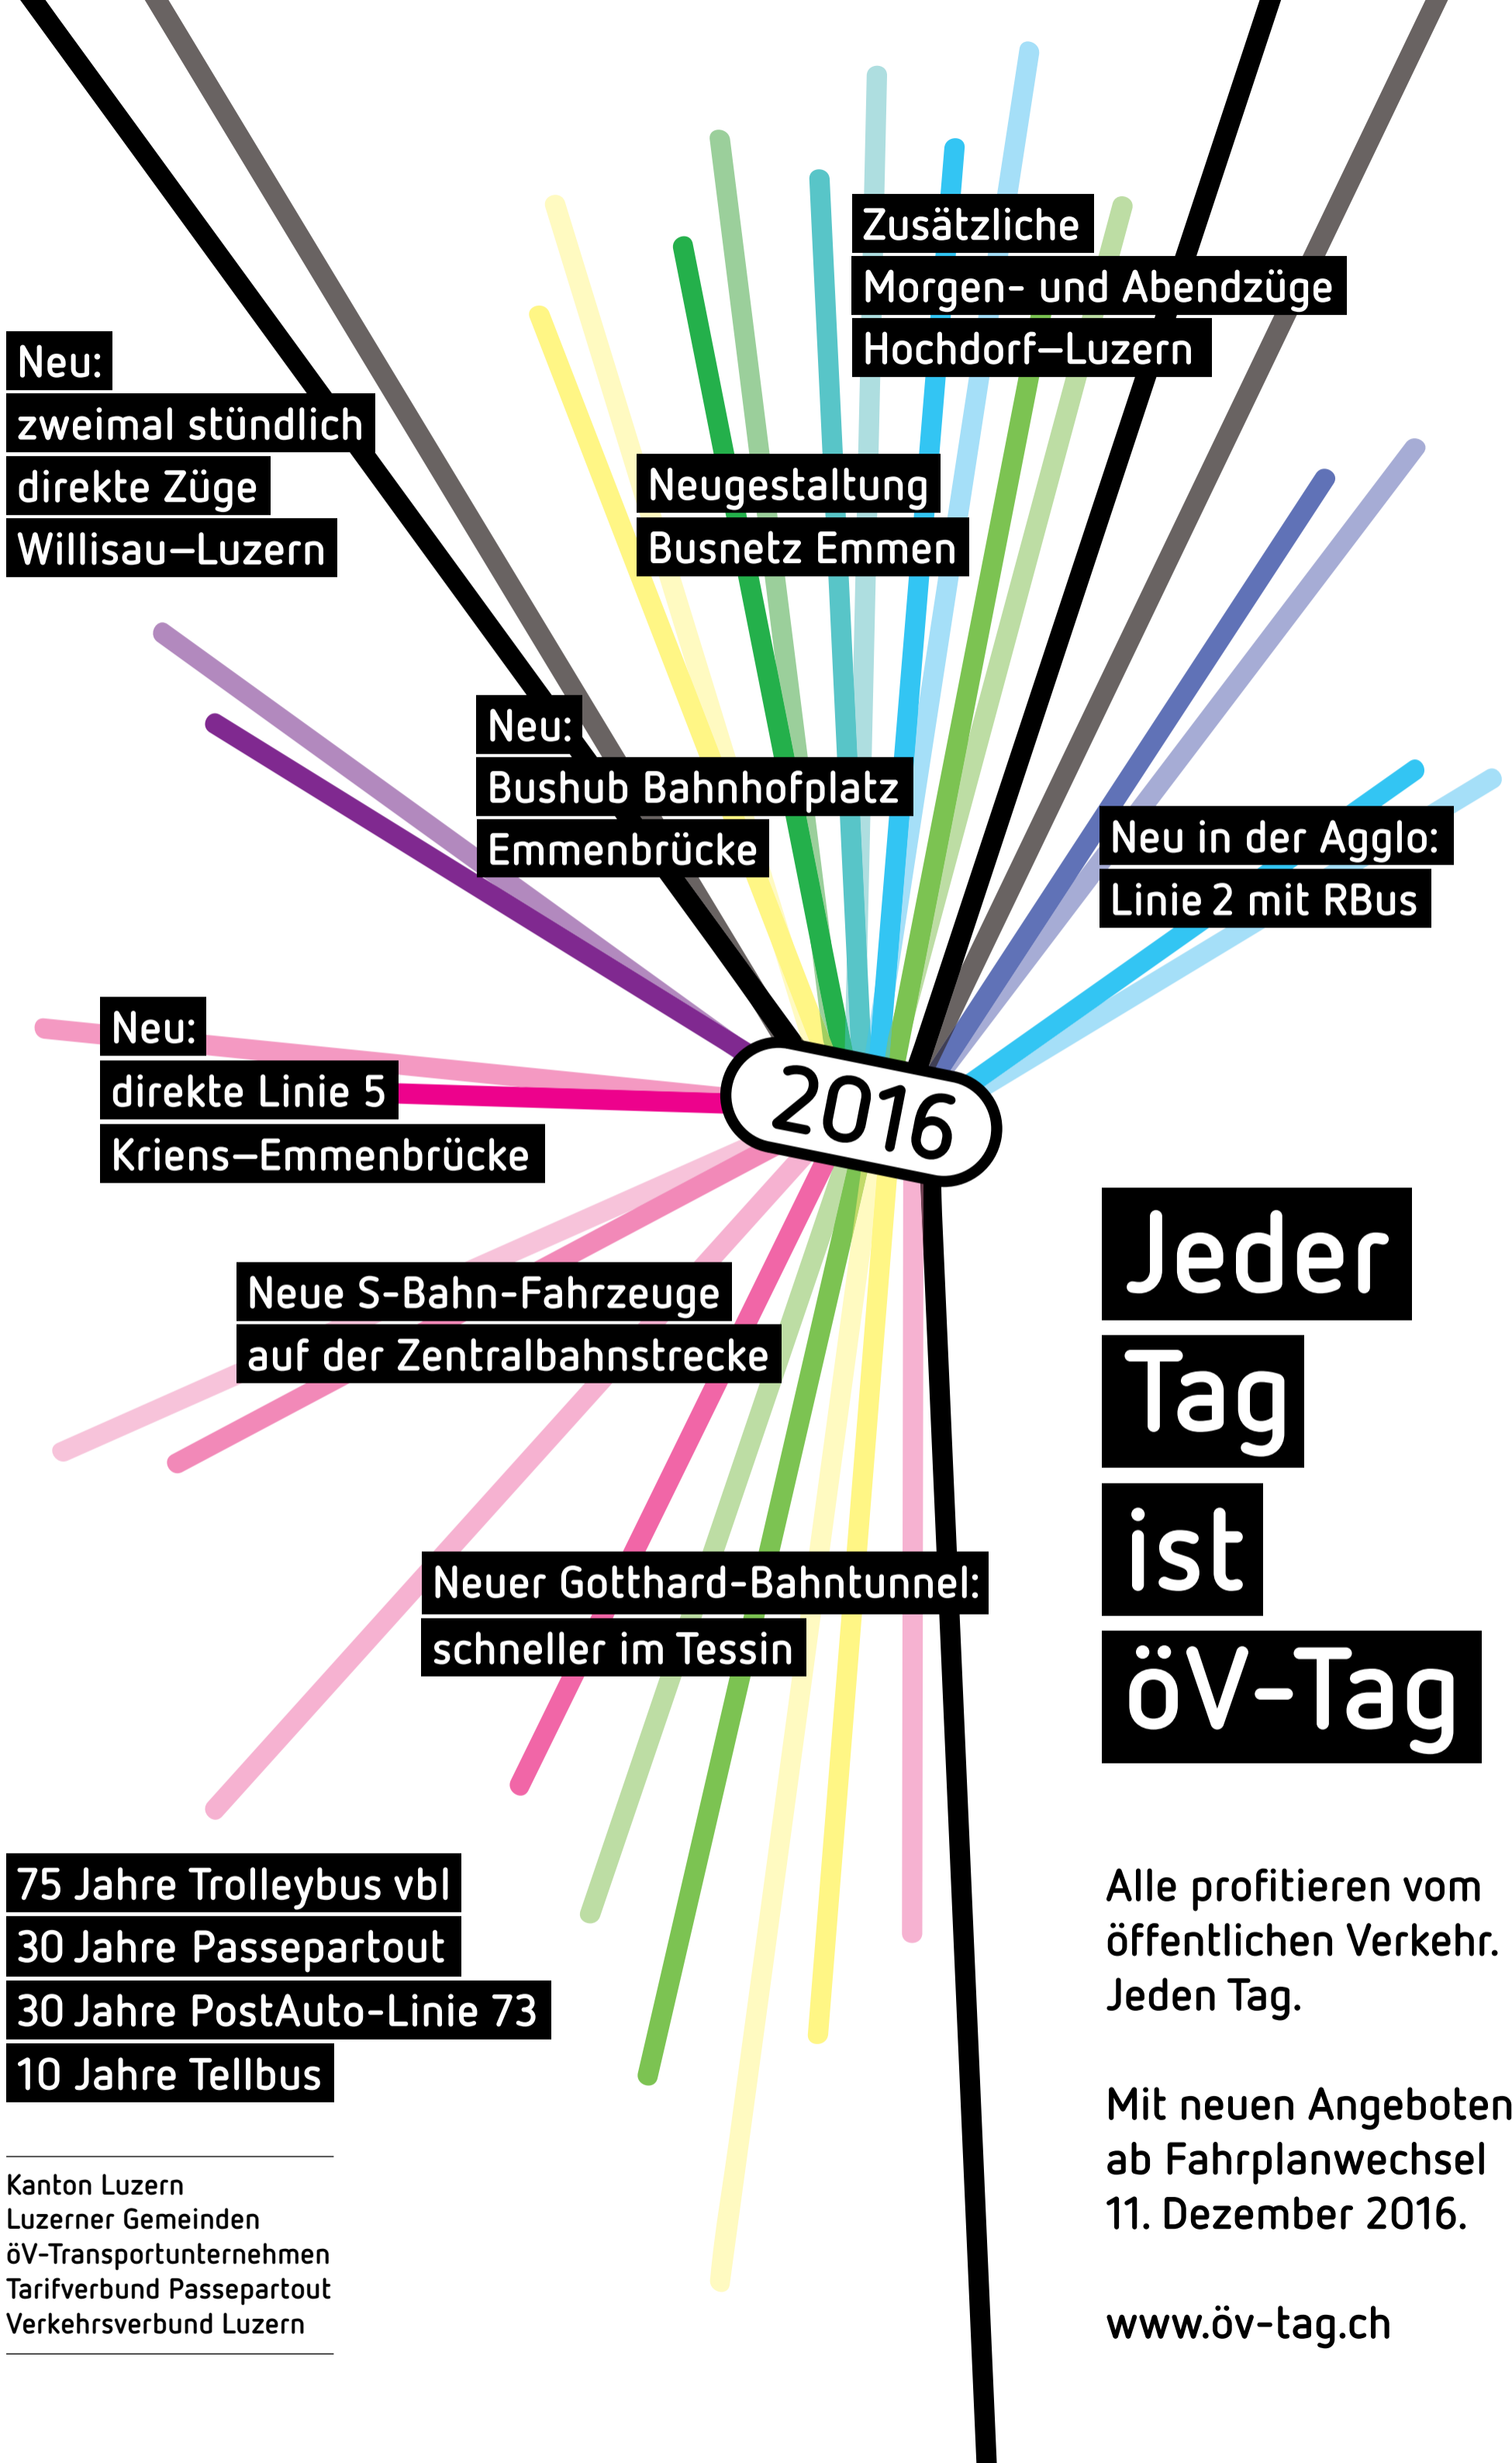 Zusätzliche
Morgen- und Abendzüge
Hochdorf–Luzern
Neu:
zweimal stündlich
direkte Züge
Willisau–Luzern
Neugestaltung
Busnetz Emmen
Neu:
Bushub Bahnhofplatz
Emmenbrücke
Neu in der Agglo:
Linie 2 mit RBus
Neu:
direkte Linie 5
Kriens–Emmenbrücke
2016
Neue S-Bahn-Fahrzeuge
auf der Zentralbahnstrecke
Neuer Gotthard-Bahntunnel:
schneller im Tessin
Jeder
Tag
ist
öV-Tag
75 Jahre Trolleybus vbl
30 Jahre Passepartout
30 Jahre PostAuto-Linie 73
10 Jahre Tellbus
Kanton Luzern
Luzerner Gemeinden
öV-Transportunternehmen
Tarifverbund Passepartout
Verkehrsverbund Luzern
Alle profitieren vom
öffentlichen Verkehr.
Jeden Tag.
Mit neuen Angeboten
ab Fahrplanwechsel
11. Dezember 2016.
www.öv-tag.ch